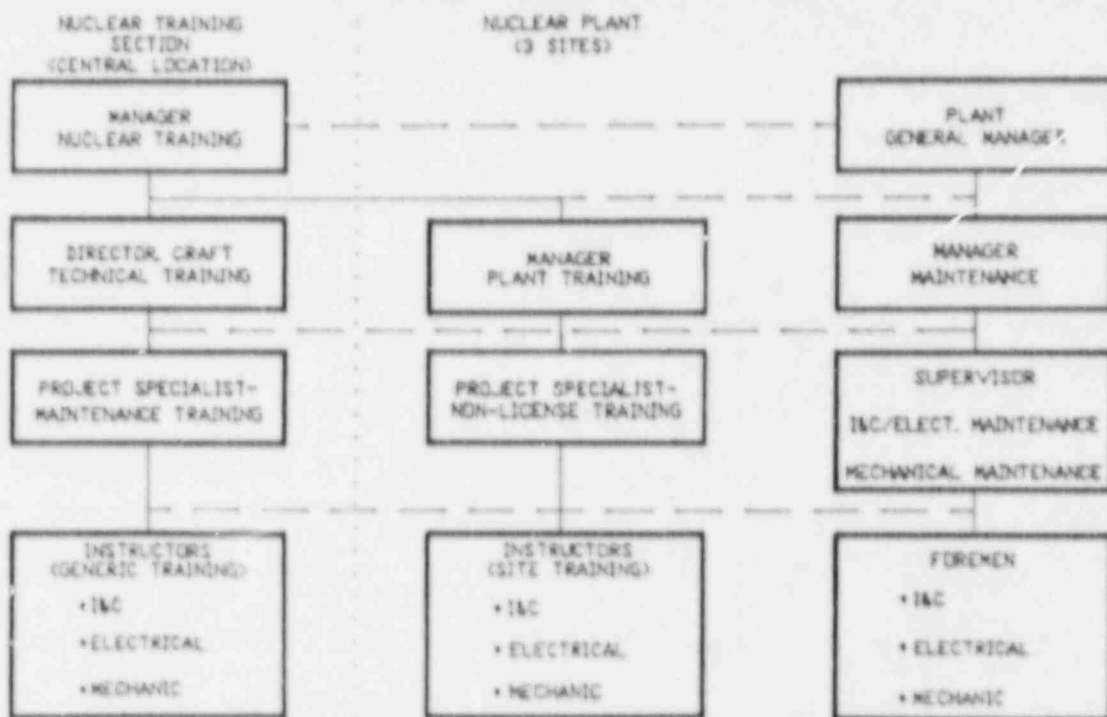 NUCLEAR TRAINING
SECTION
(CENTRAL LOCATION)
NUCLEAR PLANT
(3 SITES)
MANAGER
NUCLEAR TRAINING
PLANT
GENERAL MANAGER
DIRECTOR, CRAFT
TECHNICAL TRAINING
MANAGER
PLANT TRAINING
MANAGER
MAINTENANCE
PROJECT SPECIALIST-
MAINTENANCE TRAINING
PROJECT SPECIALIST-
NON-LICENSE TRAINING
SUPERVISOR
I&C/ELECT. MAINTENANCE
MECHANICAL MAINTENANCE
INSTRUCTORS
(GENERIC TRAINING)
• I&C
• ELECTRICAL
• MECHANIC
INSTRUCTORS
(SITE TRAINING)
• I&C
• ELECTRICAL
• MECHANIC
FOREMEN
• I&C
• ELECTRICAL
• MECHANIC